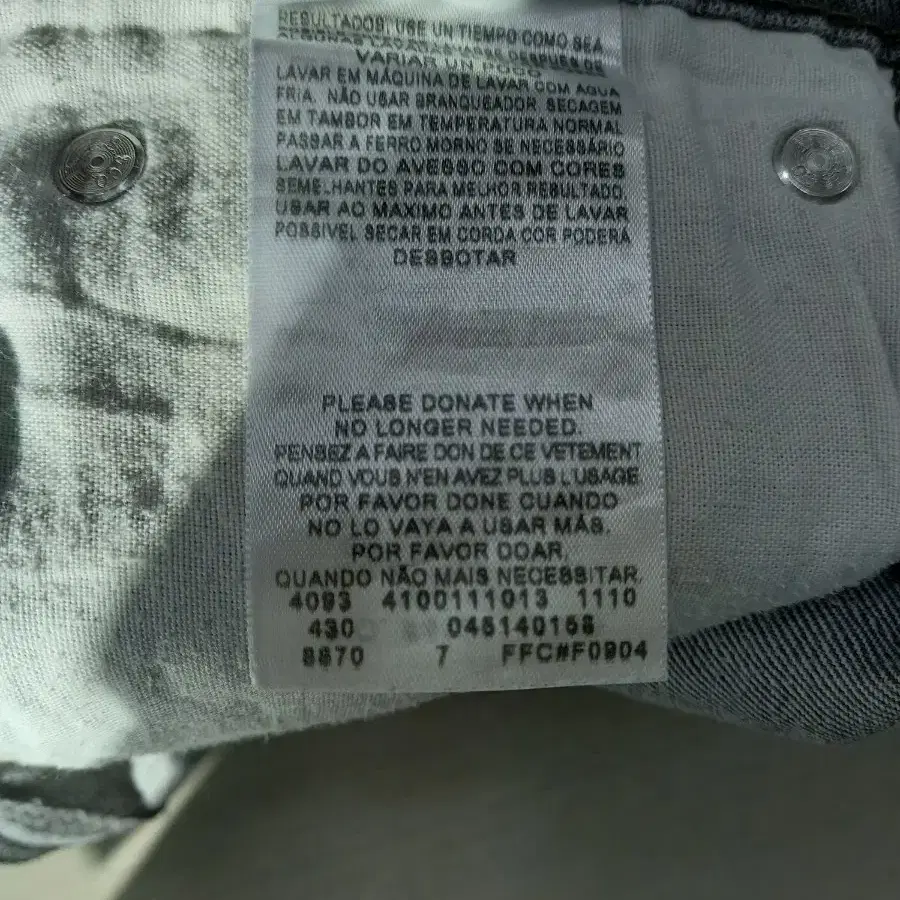 RESULTADOS. USE UN TIEMPO COMO SEA
VARIAR UN POCO
LAVAR EM MÁQUINA DE LAVAR COM AGUA
FRIA. NÃO USAR BRANQUEADOR. SECAGEM
EM TAMBOR EM TEMPERATURA NORMAL
PASSAR A FERRO MORNO SE NECESSÁRIO
LAVAR DO AVESSO COM CORES
SEMELHANTES PARA MELHOR RESULTADO.
USAR AO MAXIMO ANTES DE LAVAR
POSSIVEL SECAR EM CORDA COR PODERÁ
DESBOTAR
PLEASE DONATE WHEN
NO LONGER NEEDED.
PENSEZ A FAIRE DON DE CE VETEMENT
QUAND VOUS N'EN AVEZ PLUS L'USAGE
POR FAVOR DONE CUANDO
NO LO VAYA A USAR MÁS.
POR FAVOR DOAR,
QUANDO NÃO MAIS NECESSITAR.
4093 4100111013 1110
430 045140158
8870 7 FFC#F0904